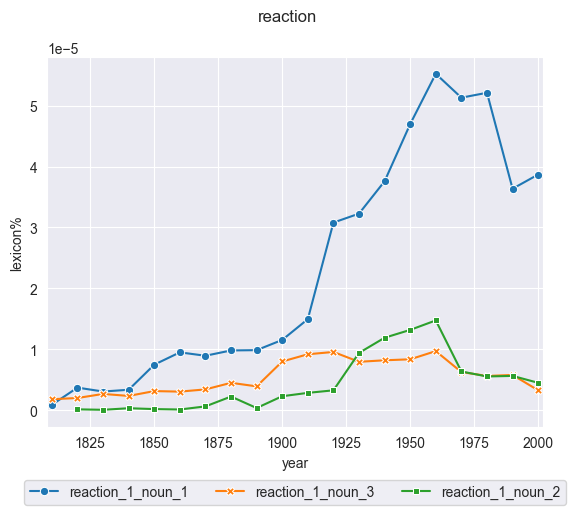 reaction
1e−5
5
4
3
2
1
0
lexicon%
1825 1850 1875 1900 1925 1950 1975 2000
year
reaction_1_noun_1 reaction_1_noun_3 reaction_1_noun_2